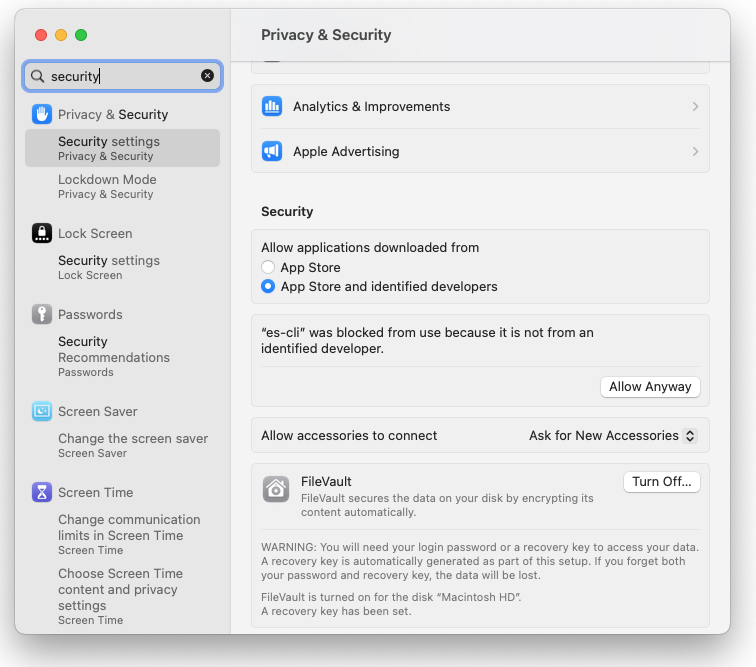 Privacy & Security
security
Privacy & Security
Security settings
Privacy & Security
Lockdown Mode
Privacy & Security
Lock Screen
Security settings
Lock Screen
Passwords
Security
Recommendations
Passwords
Screen Saver
Change the screen saver
Screen Saver
Screen Time
Change communication
limits in Screen Time
Screen Time
Choose Screen Time
content and privacy
settings
Screen Time
Analytics & Improvements
Apple Advertising
Security
Allow applications downloaded from
App Store
App Store and identified developers
“es-cli” was blocked from use because it is not from an
identified developer.
Allow Anyway
Allow accessories to connect
Ask for New Accessories
FileVault
Turn Off...
FileVault secures the data on your disk by encrypting its
content automatically.
WARNING: You will need your login password or a recovery key to access your data.
A recovery key is automatically generated as part of this setup. If you forget both
your password and recovery key, the data will be lost.
FileVault is turned on for the disk “Macintosh HD”.
A recovery key has been set.